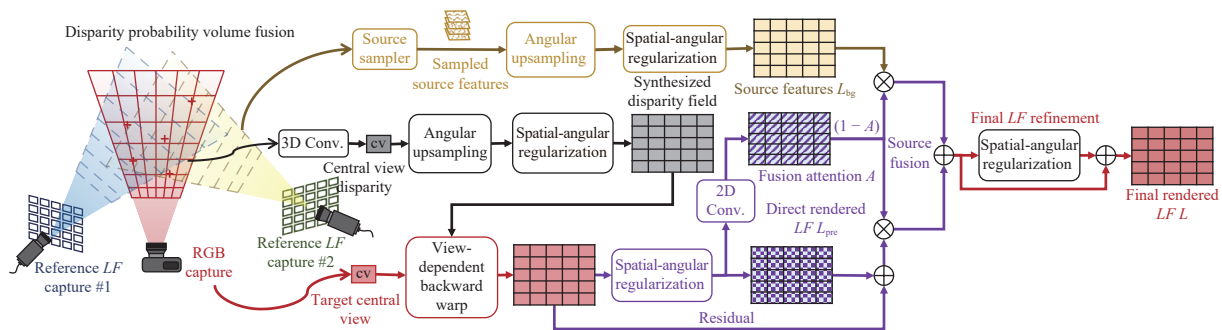 Disparity probability volume fusion
Source
sampler
Sampled
source features
Angular
upsampling
Spatial-angular
regularization
Source features Lbg
Synthesized
disparity field
3D Conv.
cv
Central view
disparity
Angular
upsampling
Spatial-angular
regularization
(1 − A)
Fusion attention A
Source
fusion
2D
Conv.
Direct rendered
LF Lpre
Final LF refinement
Spatial-angular
regularization
Final rendered
LF L
Reference LF
capture #1
RGB
capture
Reference LF
capture #2
cv
Target central
view
View-
dependent
backward
warp
Spatial-angular
regularization
Residual